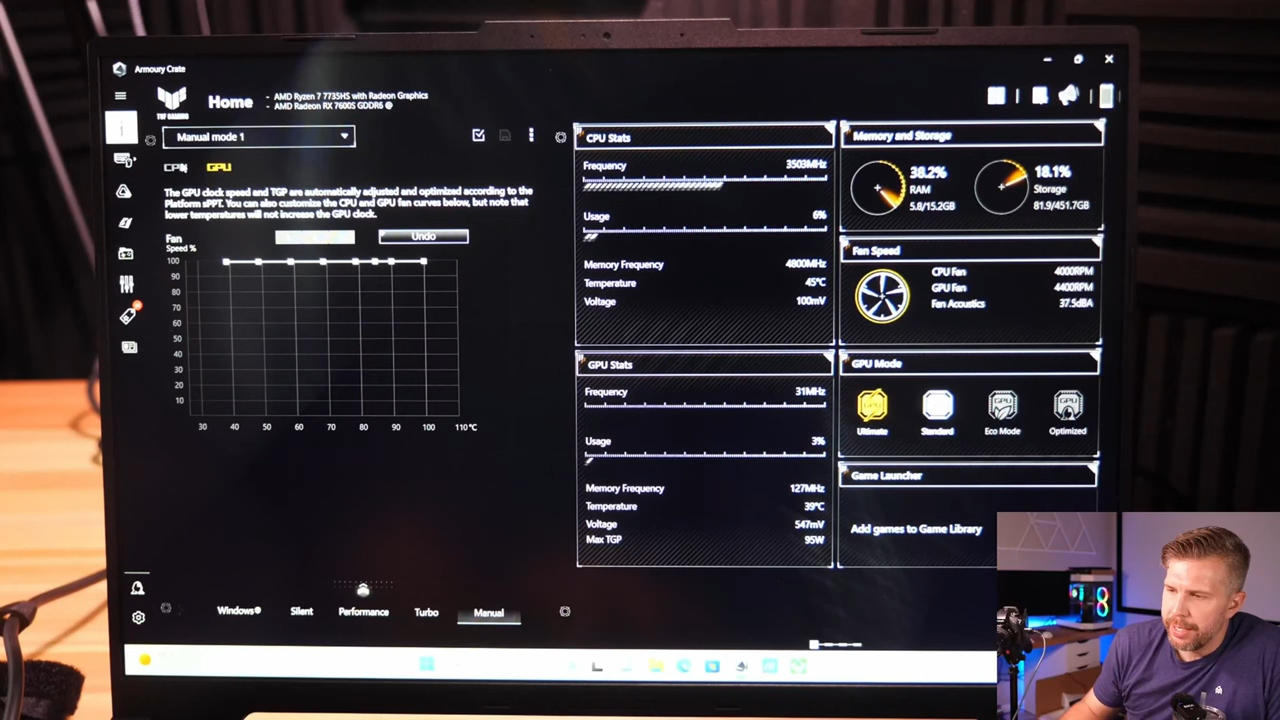 Armoury Crate
TUF GAMING
Home
- AMD Ryzen 7 7735HS with Radeon Graphics
- AMD Radeon RX 7600S GDDR6
Manual mode 1
CPU
GPU
The GPU clock speed and TGP are automatically adjusted and optimized according to the
Platform sPPT. You can also customize the CPU and GPU fan curves below, but note that
lower temperatures will not increase the GPU clock.
Fan
Speed %
Undo
100
90
80
70
60
50
40
30
20
10
30 40 50 60 70 80 90 100 110 °C
Windows®
Silent
Performance
Turbo
Manual
CPU Stats
Frequency 3503MHz
Usage 6%
Memory Frequency 4800MHz
Temperature 45°C
Voltage 100mV
GPU Stats
Frequency 31MHz
Usage 3%
Memory Frequency 127MHz
Temperature 39°C
Voltage 547mV
Max TGP 95W
Memory and Storage
38.2%
RAM
5.8/15.2GB
18.1%
Storage
81.9/451.7GB
Fan Speed
CPU Fan 4000RPM
GPU Fan 4400RPM
Fan Acoustics 37.5dBA
GPU Mode
GPU
GPU
GPU
Ultimate
Standard
Eco Mode
Optimized
Game Launcher
Add games to Game Library